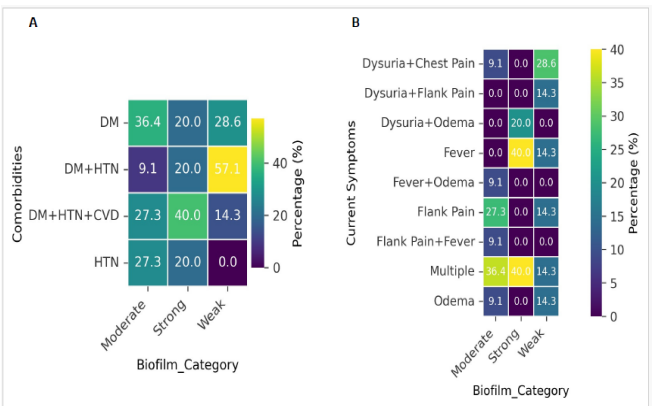 A
B
Comorbidities
DM 36.4 20.0 28.6
DM+HTN 9.1 20.0 57.1
DM+HTN+CVD 27.3 40.0 14.3
HTN 27.3 20.0 0.0
Moderate Strong Weak
Biofilm_Category
40
20
0
Percentage (%)
Current Symptoms
Dysuria+Chest Pain 9.1 0.0 28.6
Dysuria+Flank Pain 0.0 0.0 14.3
Dysuria+Odema 0.0 20.0 0.0
Fever 0.0 40.0 14.3
Fever+Odema 9.1 0.0 0.0
Flank Pain 27.3 0.0 14.3
Flank Pain+Fever 9.1 0.0 0.0
Multiple 36.4 40.0 14.3
Odema 9.1 0.0 14.3
Moderate Strong Weak
Biofilm_Category
40
35
30
25
20
15
10
5
0
Percentage (%)